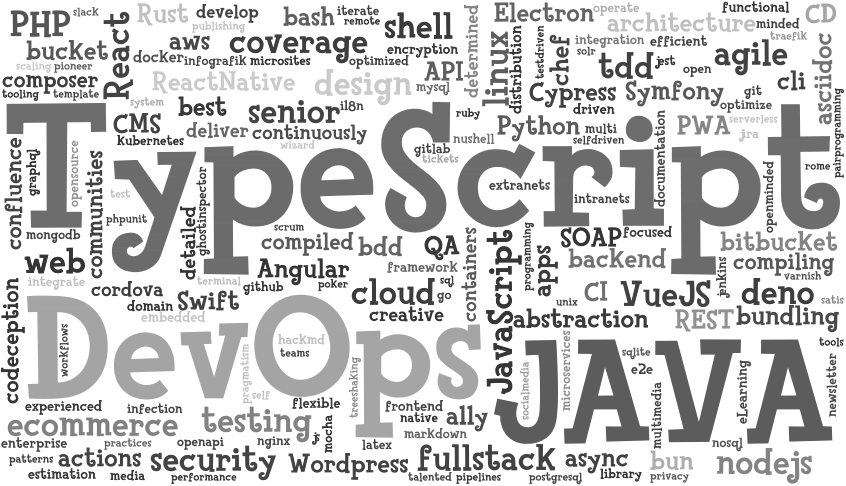 PHP
slack
Rust
develop
publishing
bash
iterate
remote
shell
Electron
operate
architecture
functional
minded
CD
traefik
bucket
React
aws
coverage
encryption
determined
linux
distribution
testdriven
chef
integration
solr
efficient
agile
scaling
pioneer
docker
infografik
microsites
optimized
API
tdd
jest
open
cli
asciidoc
composer
ReactNative
design
mysql
Cypress
Symfony
git
optimize
tooling
template
system
best
senior
il8n
ruby
driven
TypeScript
CMS
Kubernetes
deliver
continuously
wizard
gitlab
tickets
nushell
Python
multi
selfdriven
documentation
PWA
serverless
jira
pairprogramming
confluence
graphql
opensource
communities
test
phpunit
mongodb
detailed
ghostinspector
extranets
intranets
openminded
rome
scrum
compiled
bdd
QA
containers
JavaScript
programming
apps
SOAP
focused
bitbucket
web
integrate
terminal
Angular
framework
backend
jenkins
compiling
varnish
codeception
cordova
domain
Swift
github
poker
cloud
sql
go
unix
CI
VueJS
deno
satis
embedded
creative
abstraction
REST
bundling
DevOps
workflows
hackmd
teams
pragmatism
self
treeshaking
JAVA
socialmedia
microservices
sqlite
e2e
tools
multimedia
eLearning
newsletter
experienced
infection
flexible
frontend
native
ally
ecommerce
testing
mocha
markdown
enterprise
practices
openapi
nginx
latex
nosql
patterns
actions
security
Wordpress
fullstack
async
bun
nodejs
estimation
media
performance
talented
pipelines
postgresql
library
privacy